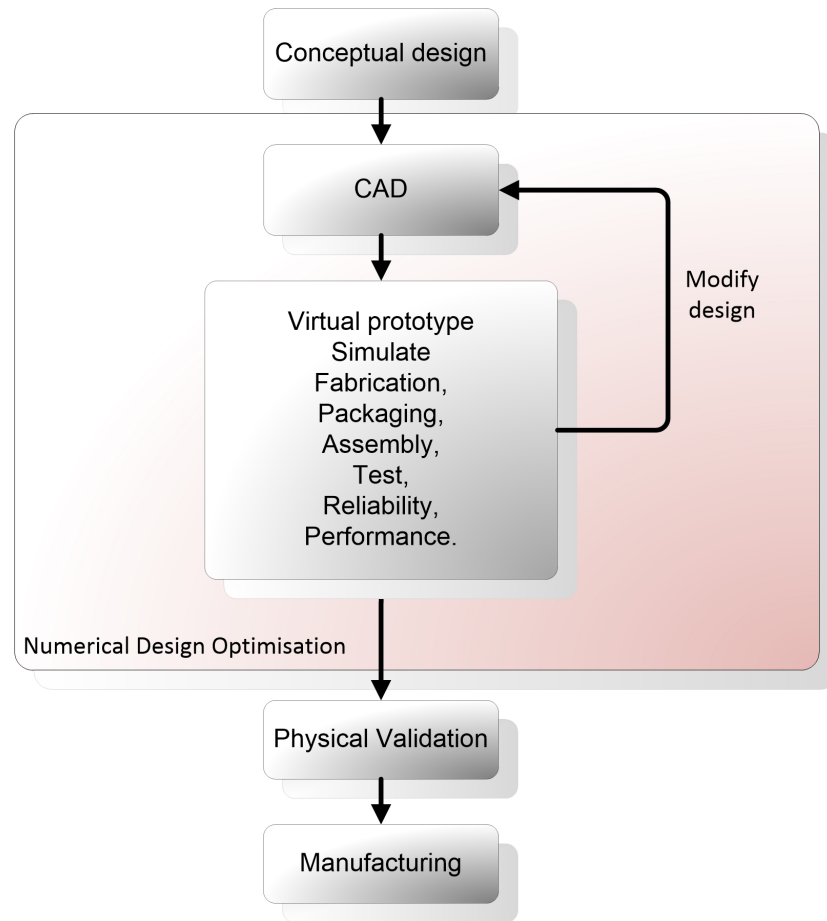 Conceptual design
CAD
Modify
design
Virtual prototype
Simulate
Fabrication,
Packaging,
Assembly,
Test,
Reliability,
Performance.
Numerical Design Optimisation
Physical Validation
Manufacturing